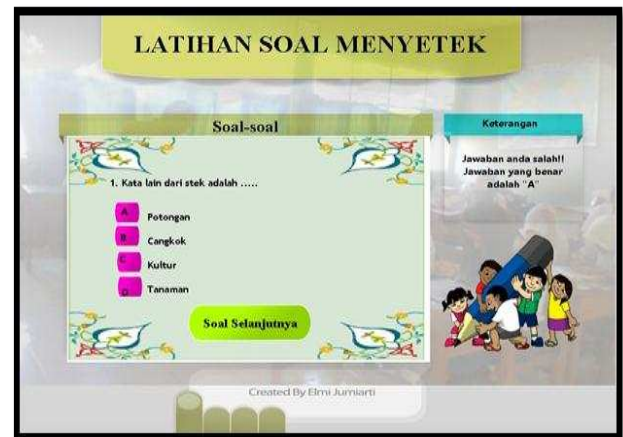 LATIHAN SOAL MENYETEK
Soal-soal
1. Kata lain dari stek adalah .....
A Potongan
B Cangkok
C Kultur
D Tanaman
Soal Selanjutnya
Keterangan
Jawaban anda salah!!
Jawaban yang benar
adalah "A"
Created By Elmi Jumiarti